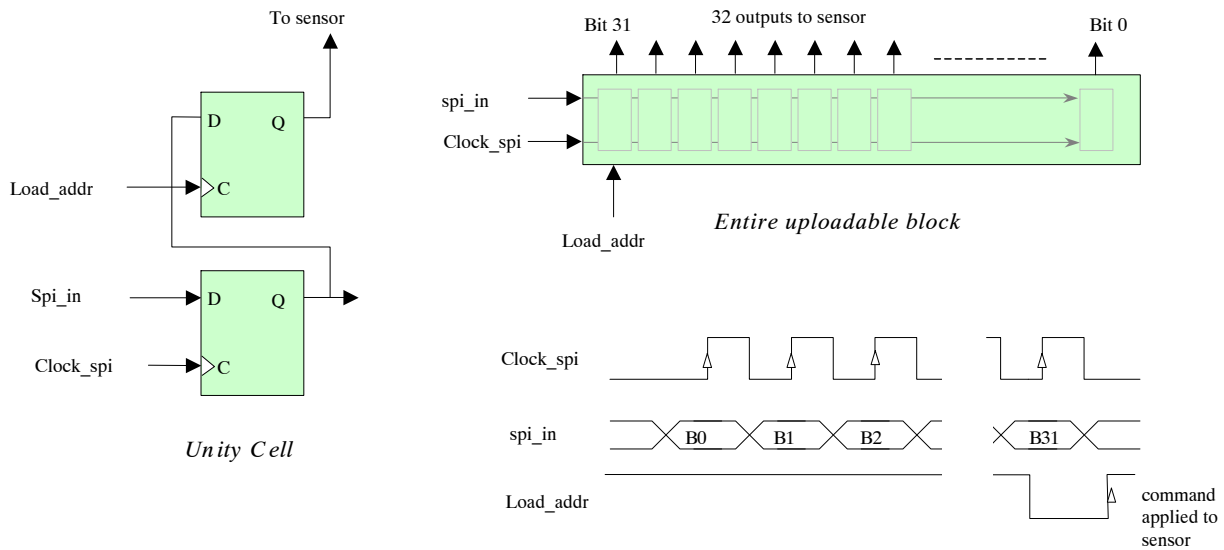 To sensor
D
Q
Load_addr
C
Spi_in
D
Q
Clock_spi
C
Unity Cell
32 outputs to sensor
Bit 31
Bit 0
spi_in
Clock_spi
Load_addr
Entire uploadable block
Clock_spi
spi_in
B0
B1
B2
B31
Load_addr
command
applied to
sensor